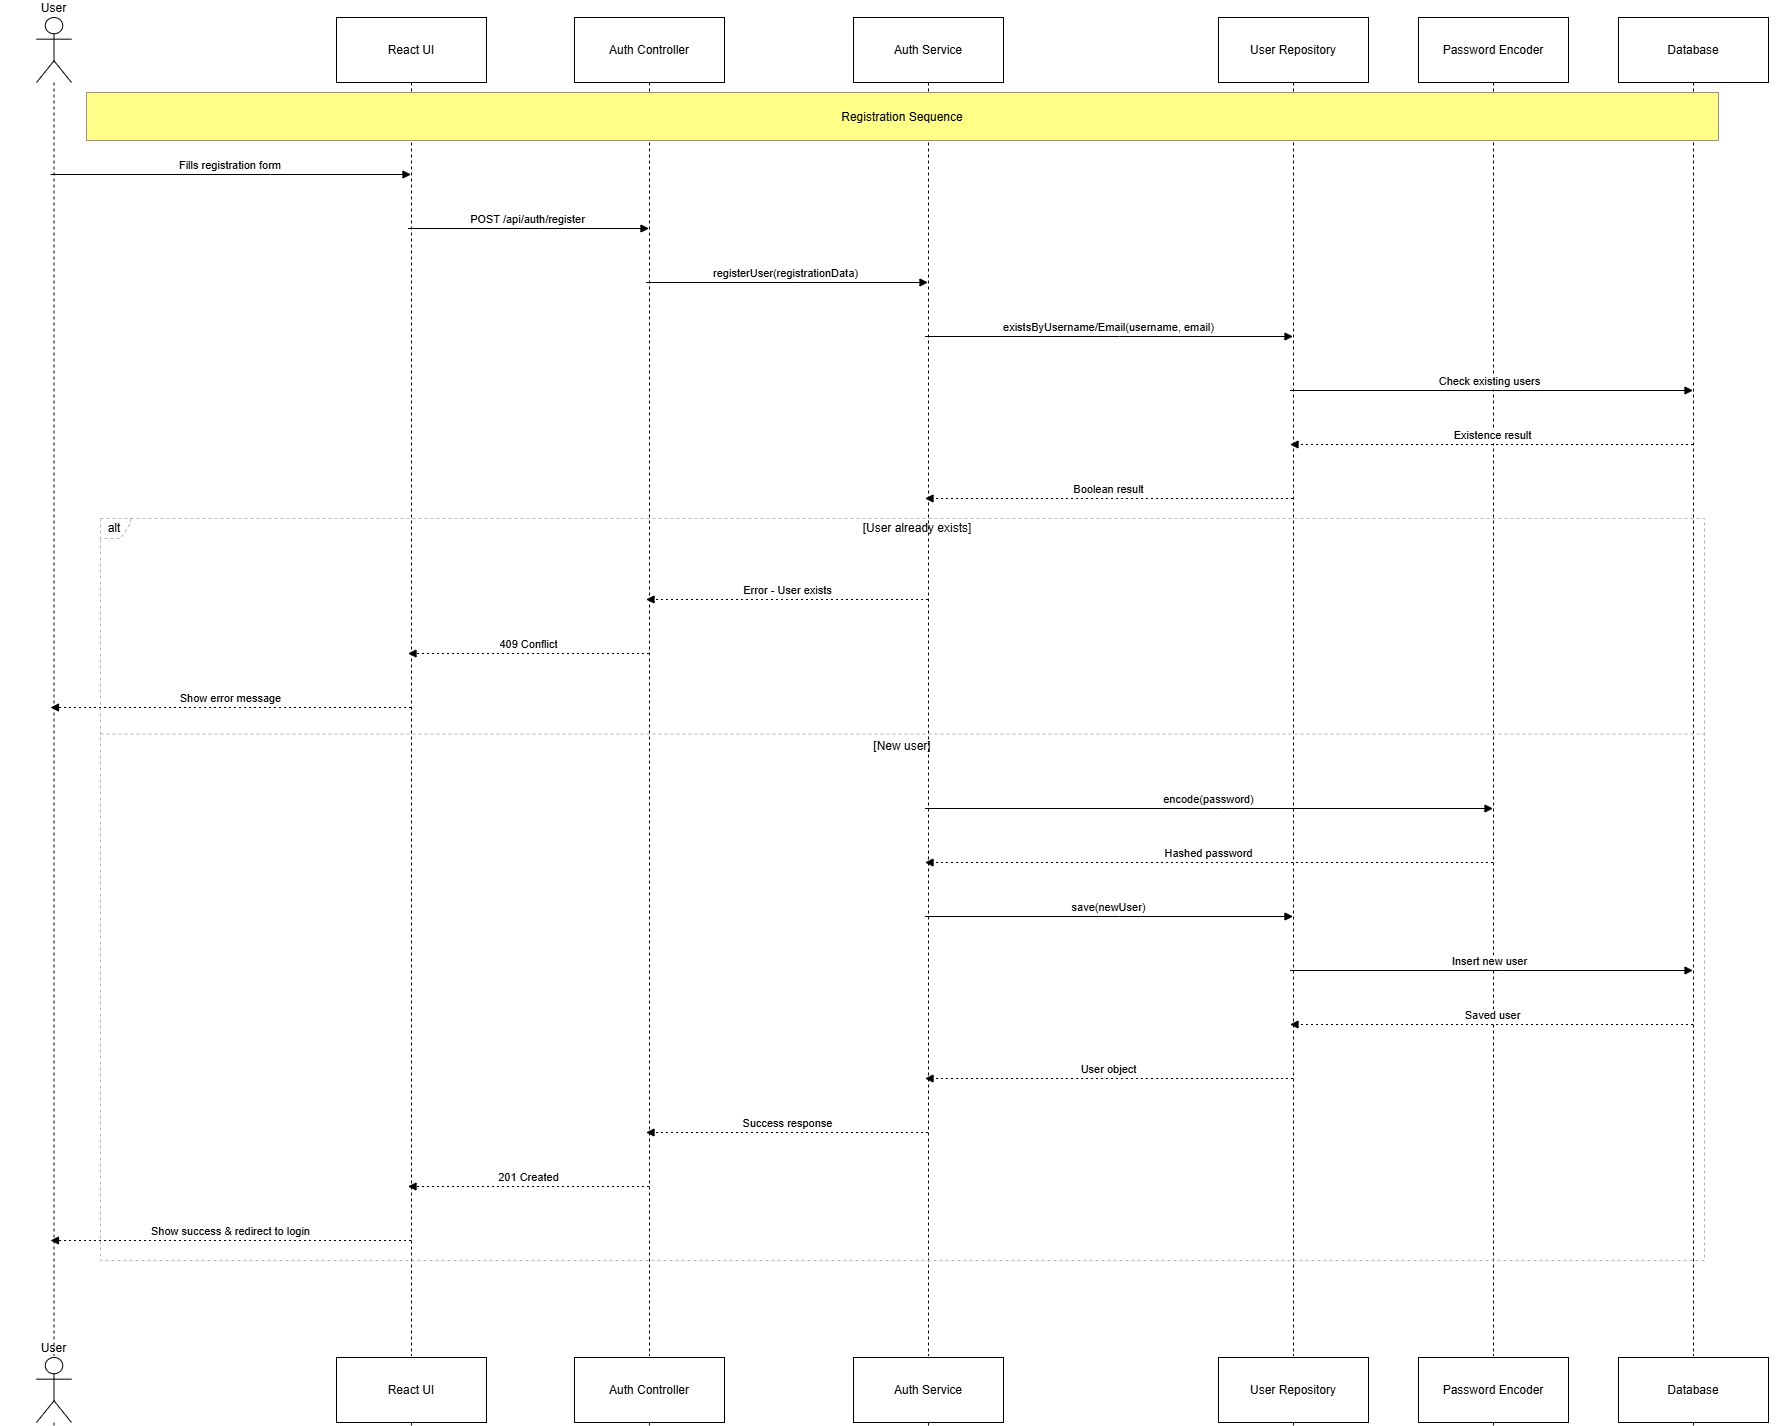 User
React UI
Auth Controller
Auth Service
User Repository
Password Encoder
Database
Registration Sequence
Fills registration form
POST /api/auth/register
registerUser(registrationData)
existsByUsername/Email(username, email)
Check existing users
Existence result
Boolean result
alt
[User already exists]
Error - User exists
409 Conflict
Show error message
[New user]
encode(password)
Hashed password
save(newUser)
Insert new user
Saved user
User object
Success response
201 Created
Show success & redirect to login
User
React UI
Auth Controller
Auth Service
User Repository
Password Encoder
Database